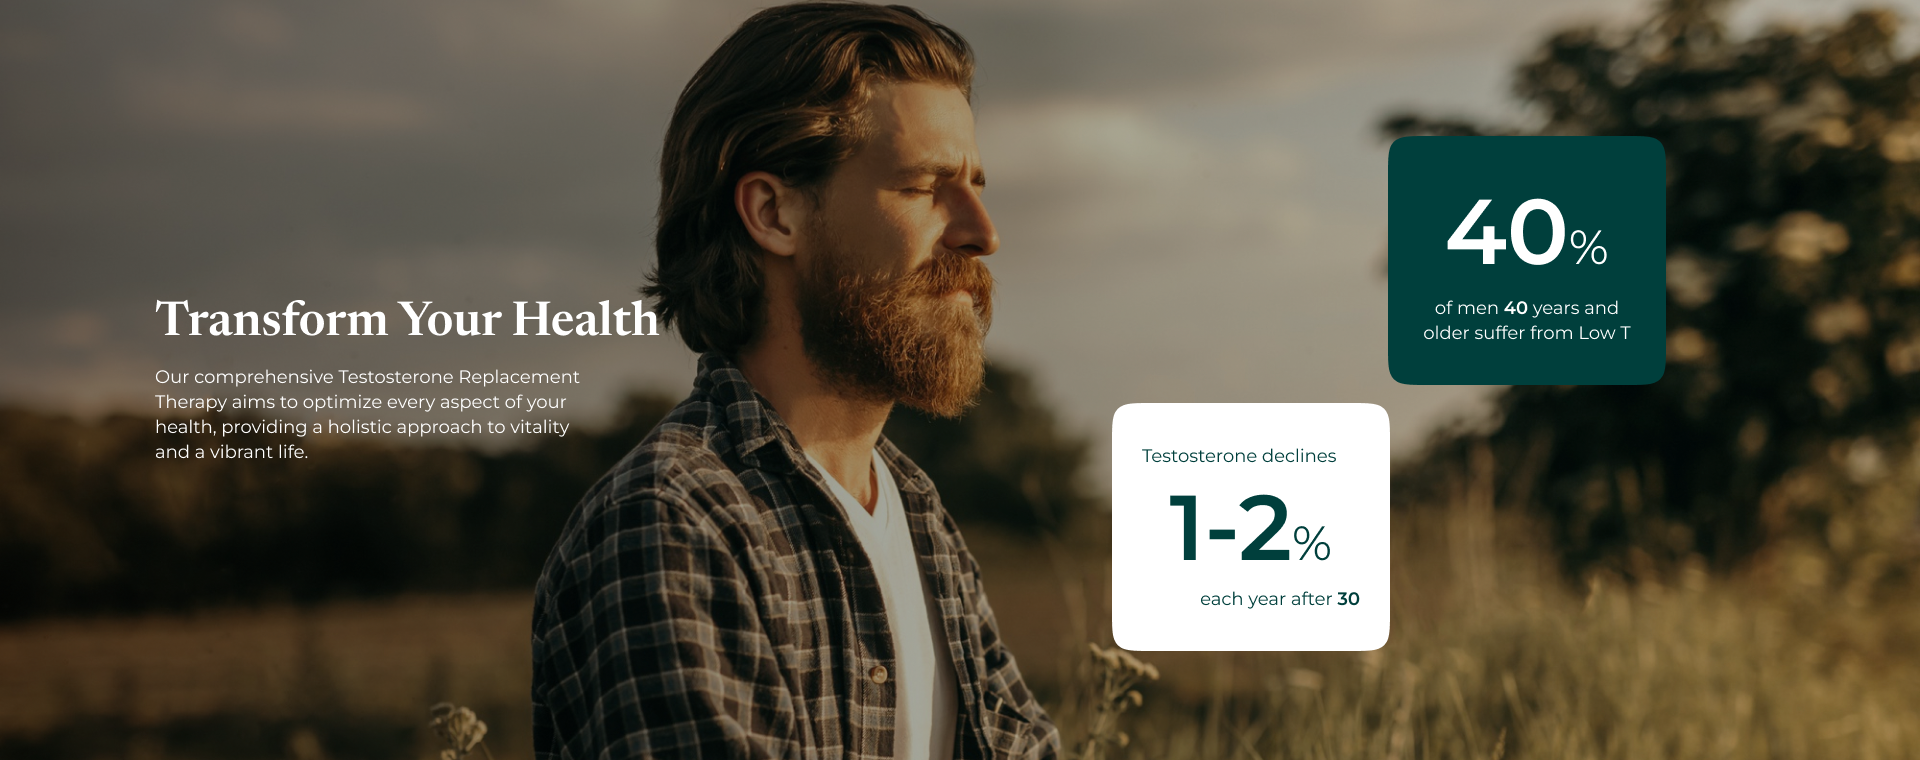 Transform Your Health
Our comprehensive Testosterone Replacement
Therapy aims to optimize every aspect of your
health, providing a holistic approach to vitality
and a vibrant life.
40%
of men 40 years and
older suffer from Low T
Testosterone declines
1-2%
each year after 30